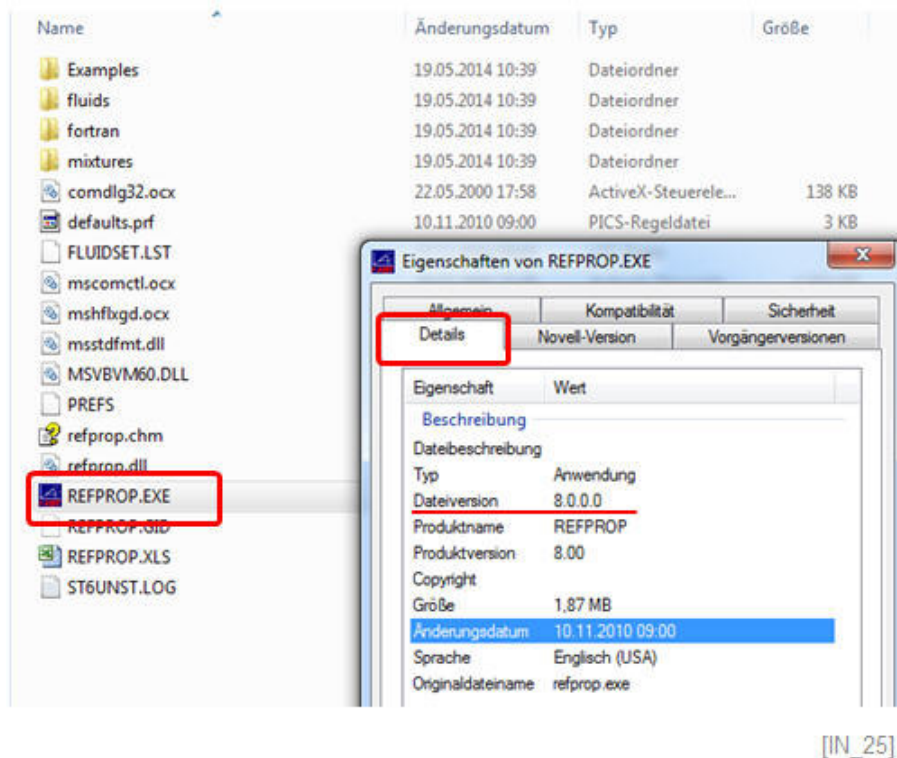 Name Änderungsdatum Typ Größe
Examples 19.05.2014 10:39 Dateiordner
fluids 19.05.2014 10:39 Dateiordner
fortran 19.05.2014 10:39 Dateiordner
mixtures 19.05.2014 10:39 Dateiordner
comdlg32.ocx 22.05.2000 17:58 ActiveX-Steuerele... 138 KB
defaults.prf 10.11.2010 09:00 PICS-Regeldatei 3 KB
FLUIDSET.LST
mscomctl.ocx
mshflxgd.ocx
msstdfmt.dll
MSVBVM60.DLL
PREFS
refprop.chm
refprop.dll
REFPROP.EXE
REFPROP.GID
REFPROP.XLS
ST6UNST.LOG
Eigenschaften von REFPROP.EXE
Allgemein Kompatibilität Sicherheit
Details Novell-Version Vorgängerversionen
Eigenschaft Wert
Beschreibung
Dateibeschreibung
Typ Anwendung
Dateiversion 8.0.0.0
Produktname REFPROP
Produktversion 8.00
Copyright
Größe 1,87 MB
Änderungsdatum 10.11.2010 09:00
Sprache Englisch (USA)
Originaldateiname refprop.exe
[IN_25]